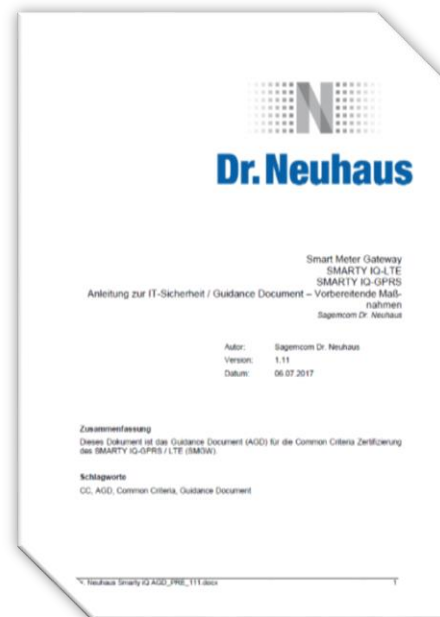 N
Dr. Neuhaus
Smart Meter Gateway
SMARTY IQ-LTE
SMARTY IQ-GPRS
Anleitung zur IT-Sicherheit / Guidance Document – Vorbereitende Maß-
nahmen
Sagemcom Dr. Neuhaus
Autor: Sagemcom Dr. Neuhaus
Version: 1.11
Datum: 06.07.2017
Zusammenfassung
Dieses Dokument ist das Guidance Document (AGD) für die Common Criteria Zertifizierung
des SMARTY IQ-GPRS / LTE (SMGW).
Schlagworte
CC, AGD, Common Criteria, Guidance Document
Neuhaus Smarty IQ AGD_PRE_111.docx 1